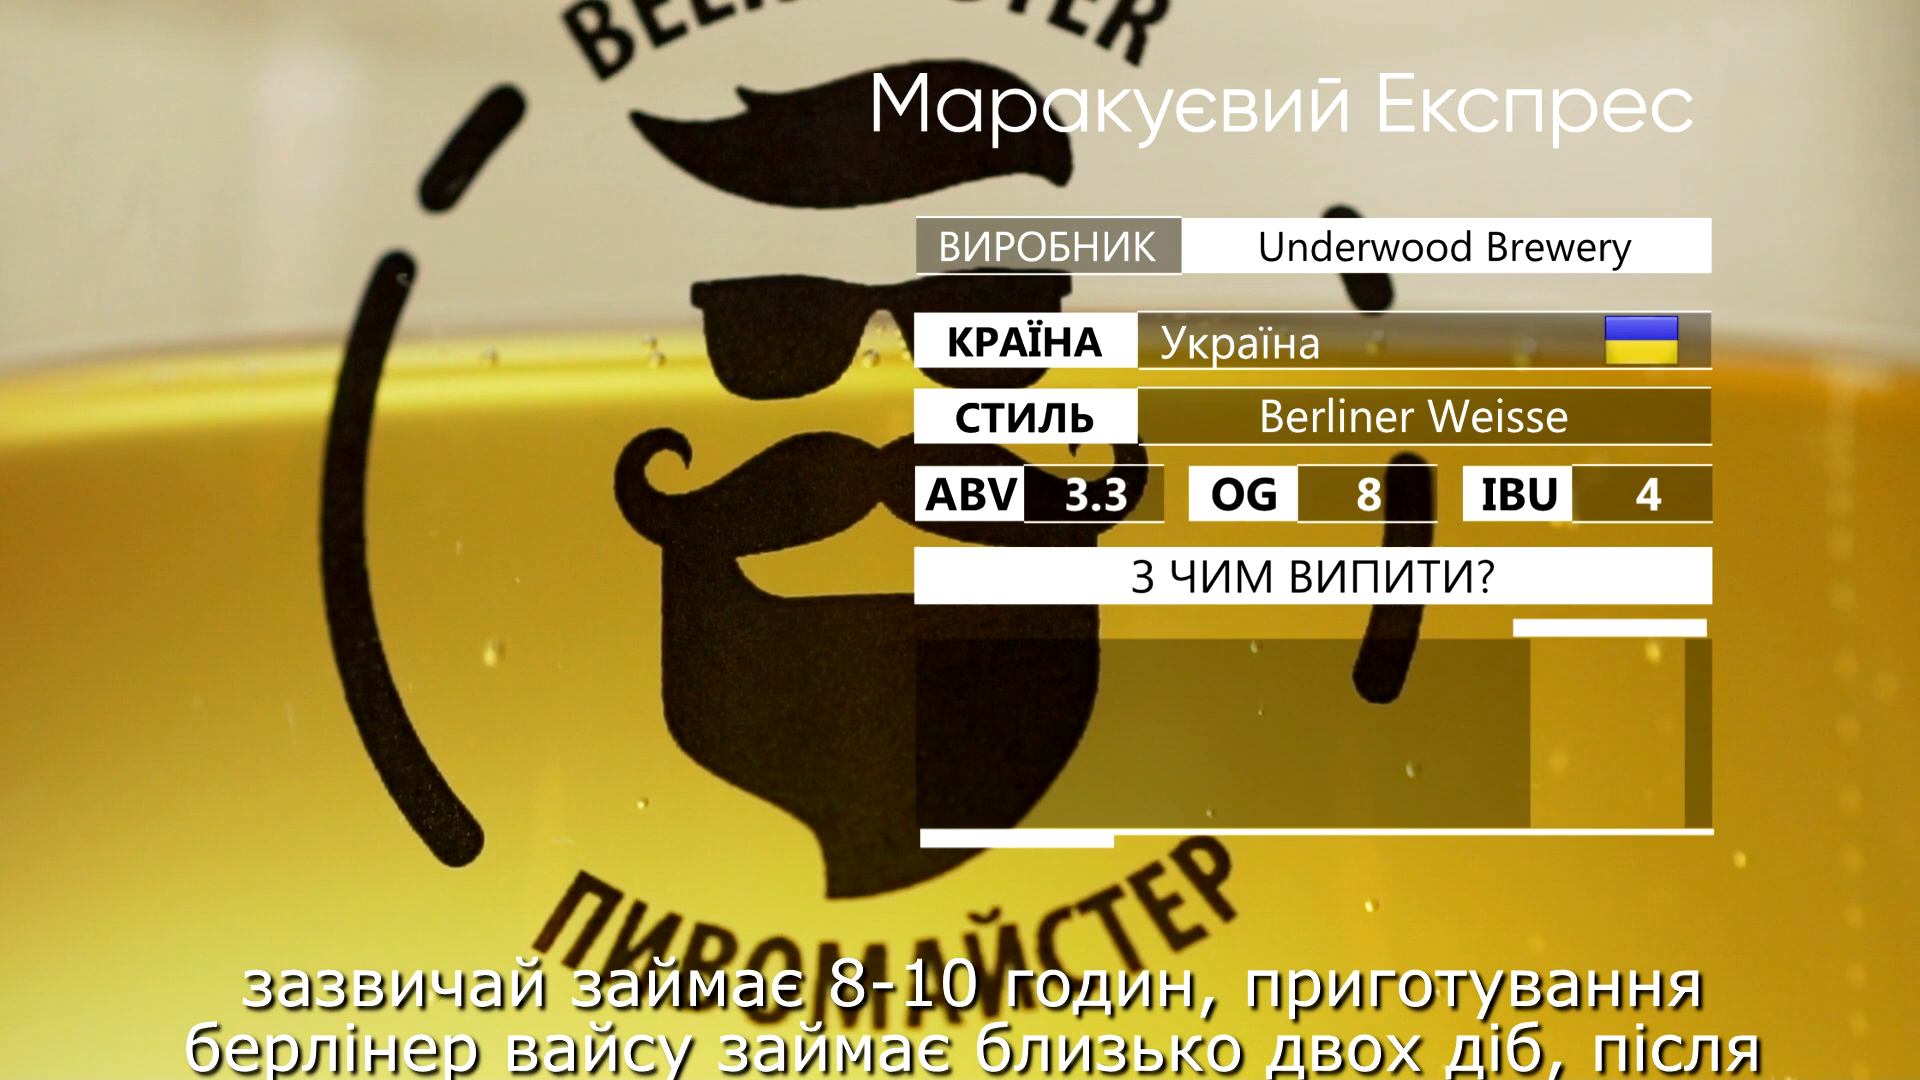 Маракуєвий Експрес
ВИРОБНИК Underwood Brewery
КРАЇНА Україна
СТИЛЬ Berliner Weisse
ABV 3.3 OG 8 IBU 4
З ЧИМ ВИПИТИ?
ПИВОМАЙСТЕР
зазвичай займає 8-10 годин, приготування
берлінер вайсу займає близько двох діб, після